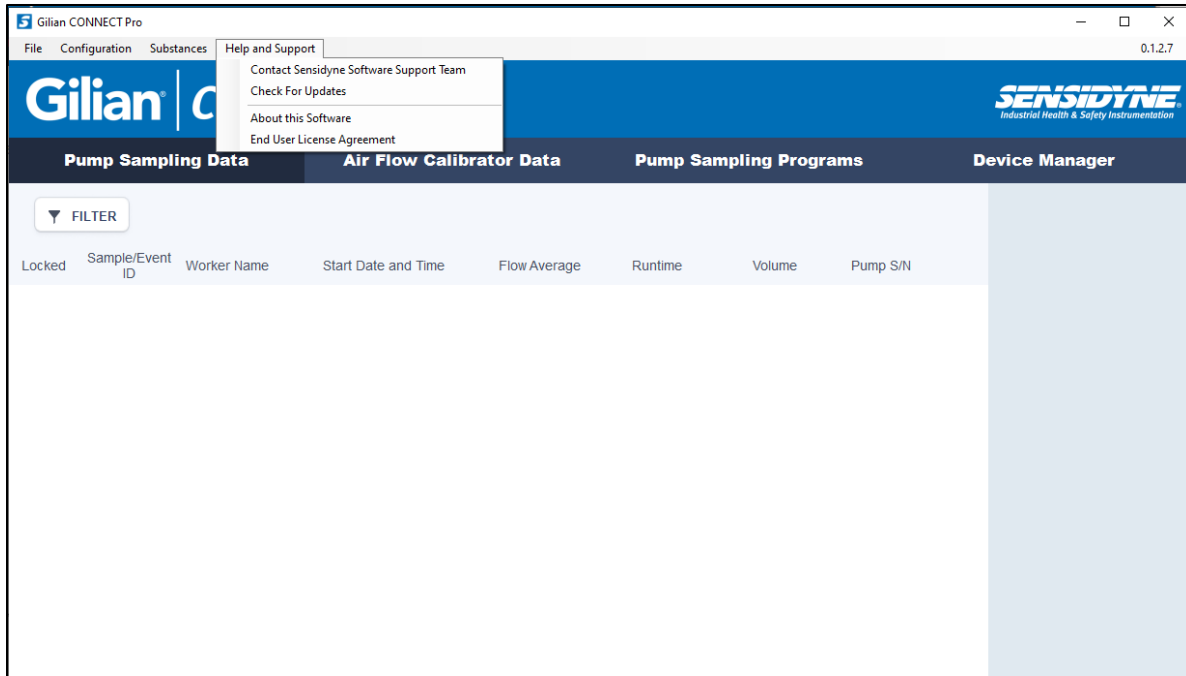 Gilian CONNECT Pro
File Configuration Substances Help and Support 0.1.2.7
Contact Sensidyne Software Support Team
Check For Updates
About this Software
End User License Agreement
Gilian® C
SENSIDYNE®
Industrial Health & Safety Instrumentation
Pump Sampling Data Air Flow Calibrator Data Pump Sampling Programs Device Manager
FILTER
Locked Sample/Event ID Worker Name Start Date and Time Flow Average Runtime Volume Pump S/N